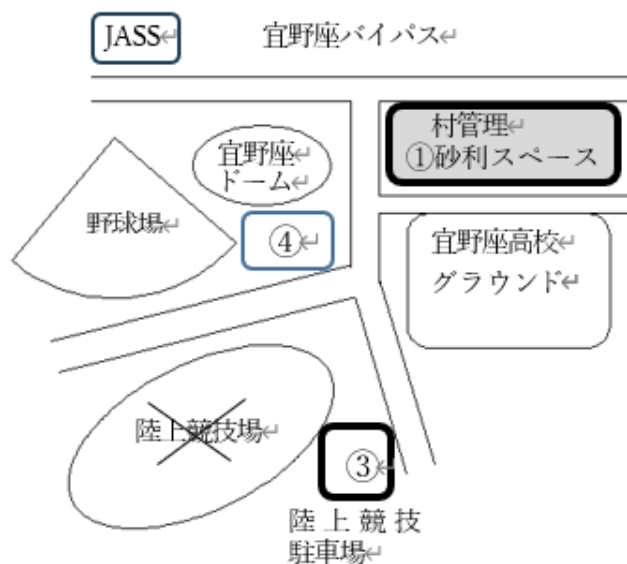 JASS↵
宜野座バイパス↵
村管理↵
①砂利スペース
宜野座↵
ドーム↵
野球場↵
④↵
宜野座高校↵
グラウンド↵
陸上競技場↵
③↵
陸上競技
駐車場↵